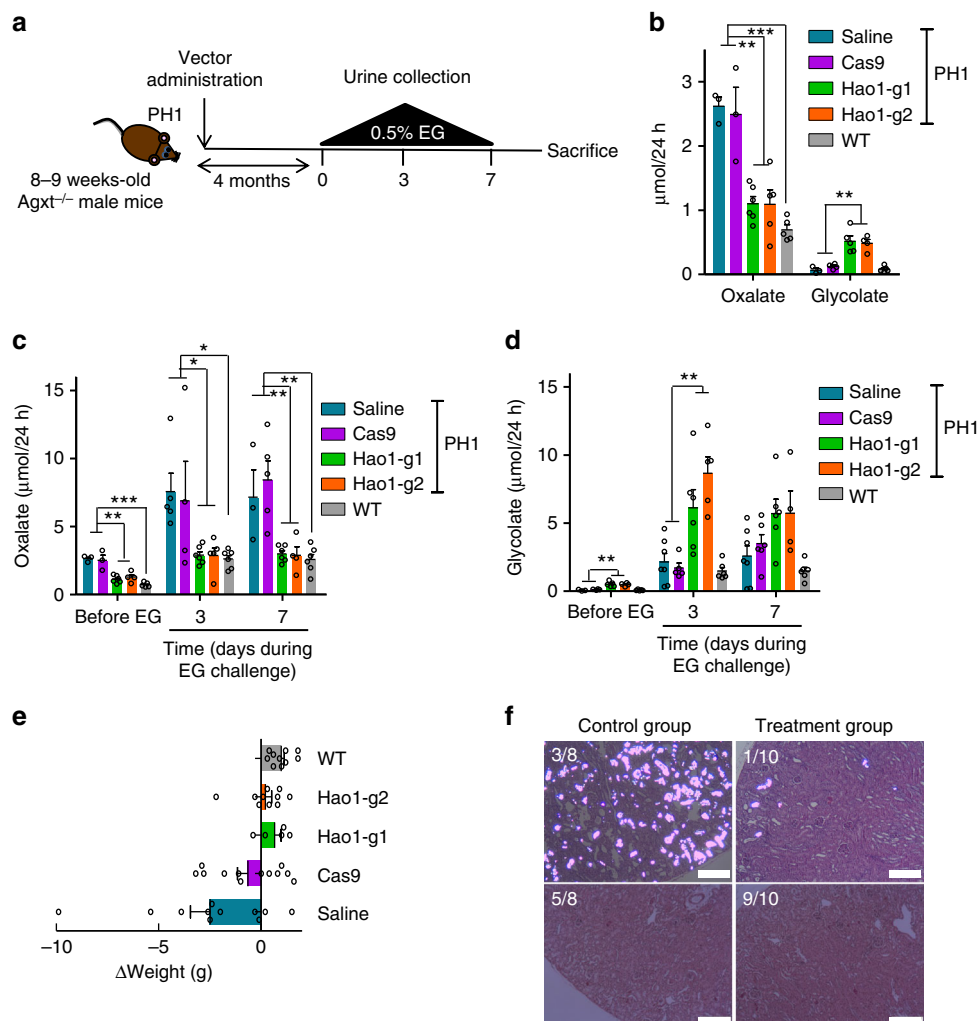 a
Vector
administration
PH1
Urine collection
0.5% EG
Sacrifice
8–9 weeks-old
Agxt–/– male mice
4 months
0
3
7
b
µmol/24 h
3
2
1
0
**
***
**
Oxalate
Glycolate
Saline
Cas9
Hao1-g1
Hao1-g2
WT
PH1
c
Oxalate (µmol/24 h)
15
10
5
0
***
**
*
*
**
**
Before EG
3
7
Time (days during
EG challenge)
Saline
Cas9
Hao1-g1
Hao1-g2
WT
PH1
d
Glycolate (µmol/24 h)
15
10
5
0
**
**
Before EG
3
7
Time (days during
EG challenge)
Saline
Cas9
Hao1-g1
Hao1-g2
WT
PH1
e
WT
Hao1-g2
Hao1-g1
Cas9
Saline
–10
–5
0
ΔWeight (g)
f
Control group
Treatment group
3/8
1/10
5/8
9/10